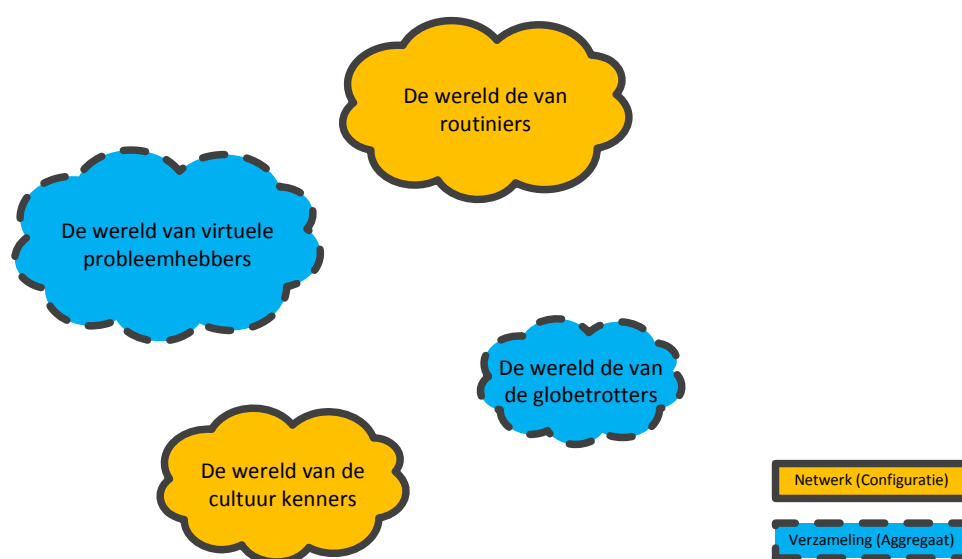 De wereld de van
routiniers
De wereld van virtuele
probleemhebbers
De wereld de van
de globetrotters
De wereld van de
cultuur kenners
Netwerk (Configuratie)
Verzameling (Aggregaat)